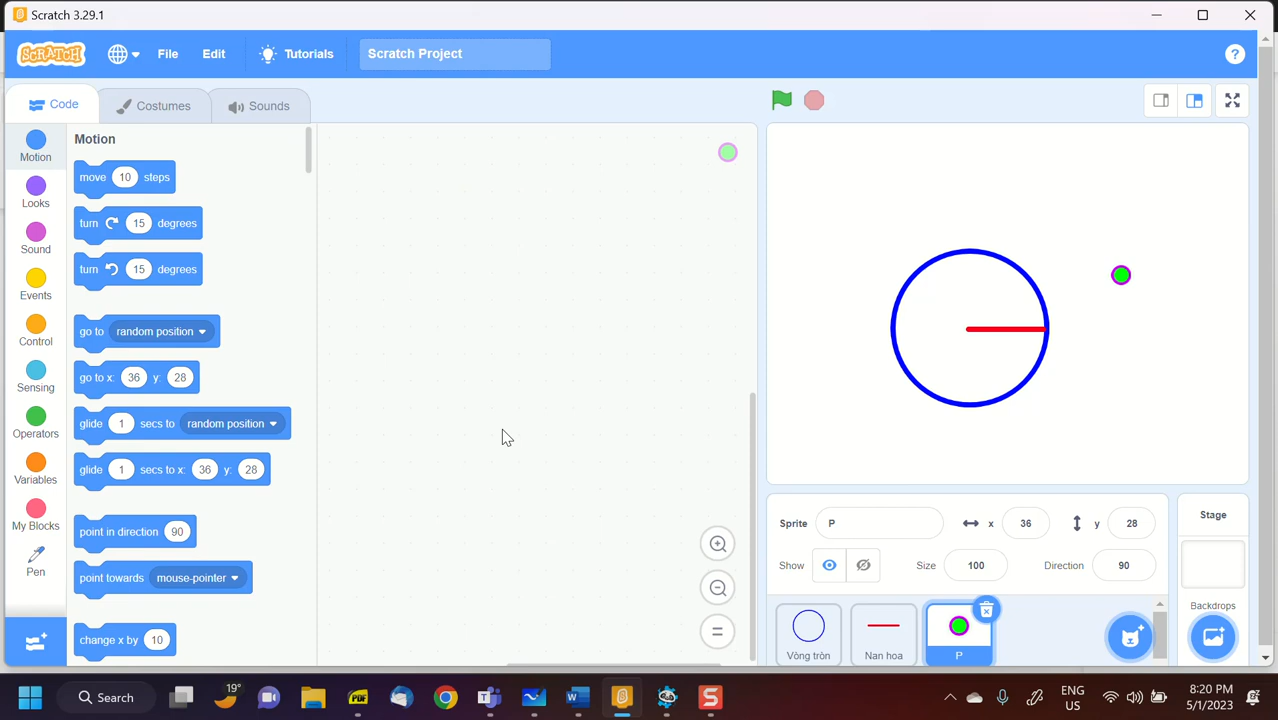 Scratch 3.29.1
SCRATCH
File
Edit
Tutorials
Scratch Project
?
Code
Costumes
Sounds
Motion
Looks
Sound
Events
Control
Sensing
Operators
Variables
My Blocks
Pen
Motion
move 10 steps
turn 15 degrees
turn 15 degrees
go to random position
go to x: 36 y: 28
glide 1 secs to random position
glide 1 secs to x: 36 y: 28
point in direction 90
point towards mouse-pointer
change x by 10
Sprite P x 36 y 28
Show Size 100 Direction 90
Vòng tròn
Nan hoa
P
Stage
Backdrops
Search
19°
PDF
T
W
S
ENG
US
8:20 PM
5/1/2023